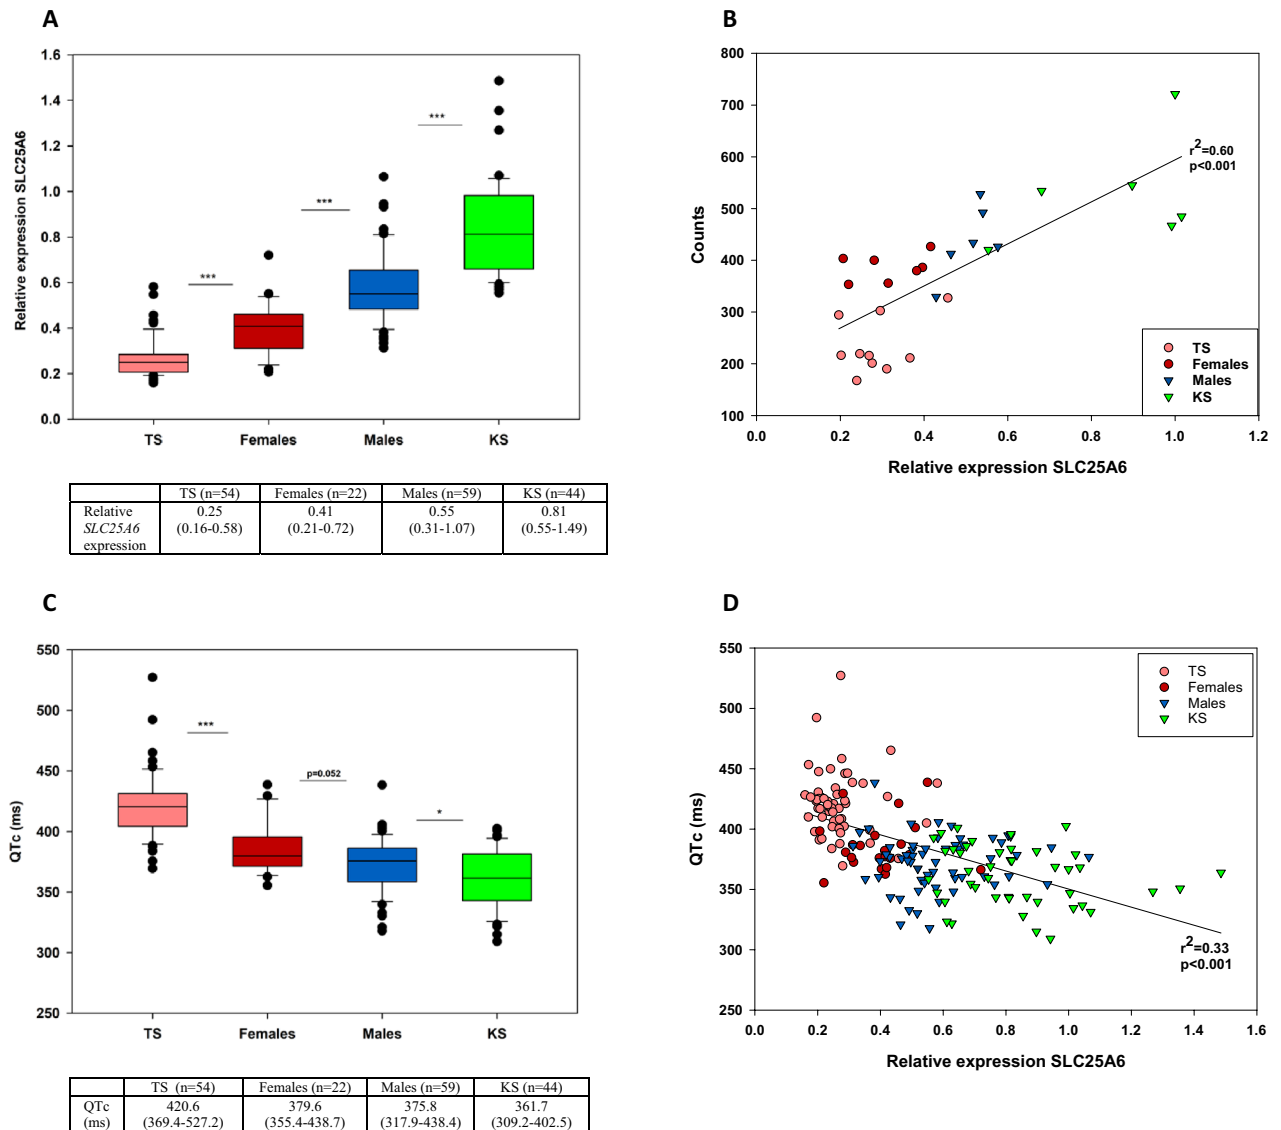 A
Relative expression SLC25A6
1.6
1.4
1.2
1.0
0.8
0.6
0.4
0.2
0.0
***
***
***
TS
Females
Males
KS
TS (n=54) Females (n=22) Males (n=59) KS (n=44)
Relative 0.25 0.41 0.55 0.81
SLC25A6 (0.16-0.58) (0.21-0.72) (0.31-1.07) (0.55-1.49)
expression
B
Counts
800
700
600
500
400
300
200
100
r2=0.60
p<0.001
TS
Females
Males
KS
0.0 0.2 0.4 0.6 0.8 1.0 1.2
Relative expression SLC25A6
C
QTc (ms)
550
500
450
400
350
300
250
***
p=0.052
*
TS
Females
Males
KS
TS (n=54) Females (n=22) Males (n=59) KS (n=44)
QTc 420.6 379.6 375.8 361.7
(ms) (369.4-527.2) (355.4-438.7) (317.9-438.4) (309.2-402.5)
D
QTc (ms)
550
500
450
400
350
300
250
TS
Females
Males
KS
r2=0.33
p<0.001
0.0 0.2 0.4 0.6 0.8 1.0 1.2 1.4 1.6
Relative expression SLC25A6